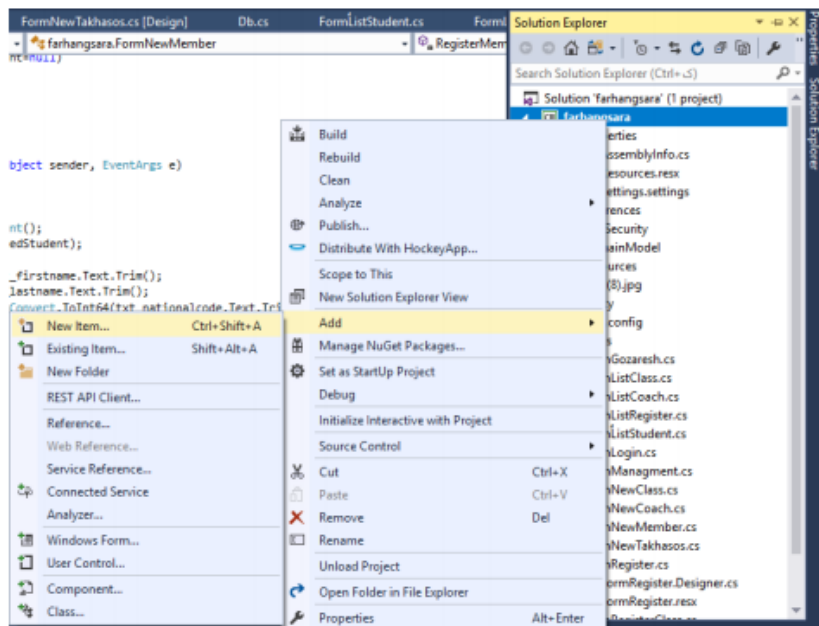 FormNewTakhasos.cs [Design]
Db.cs
FormListStudent.cs
FormI
farhangsara.FormNewMember
RegisterMem
nt=null)
bject sender, EventArgs e)
nt();
edStudent);
_firstname.Text.Trim();
lastname.Text.Trim();
Convert.ToInt64(txt_nationalcode.Text.Tri
Solution Explorer
Search Solution Explorer (Ctrl+ك)
Solution 'farhangsara' (1 project)
farhangsara
erties
ssemblyInfo.cs
esources.resx
ettings.settings
rences
Security
ainModel
urces
(8).jpg
y
config
s
nGozaresh.cs
nListClass.cs
nListCoach.cs
nListRegister.cs
nListStudent.cs
nLogin.cs
nManagment.cs
nNewClass.cs
nNewCoach.cs
nNewMember.cs
nNewTakhasos.cs
nRegister.cs
ormRegister.Designer.cs
ormRegister.resx
Properties
Solution Explorer
Build
Rebuild
Clean
Analyze
Publish...
Distribute With HockeyApp...
Scope to This
New Solution Explorer View
Add
Manage NuGet Packages...
Set as StartUp Project
Debug
Initialize Interactive with Project
Source Control
Cut Ctrl+X
Paste Ctrl+V
Remove Del
Rename
Unload Project
Open Folder in File Explorer
Properties Alt+Enter
New Item... Ctrl+Shift+A
Existing Item... Shift+Alt+A
New Folder
REST API Client...
Reference...
Web Reference...
Service Reference...
Connected Service
Analyzer...
Windows Form...
User Control...
Component...
Class...